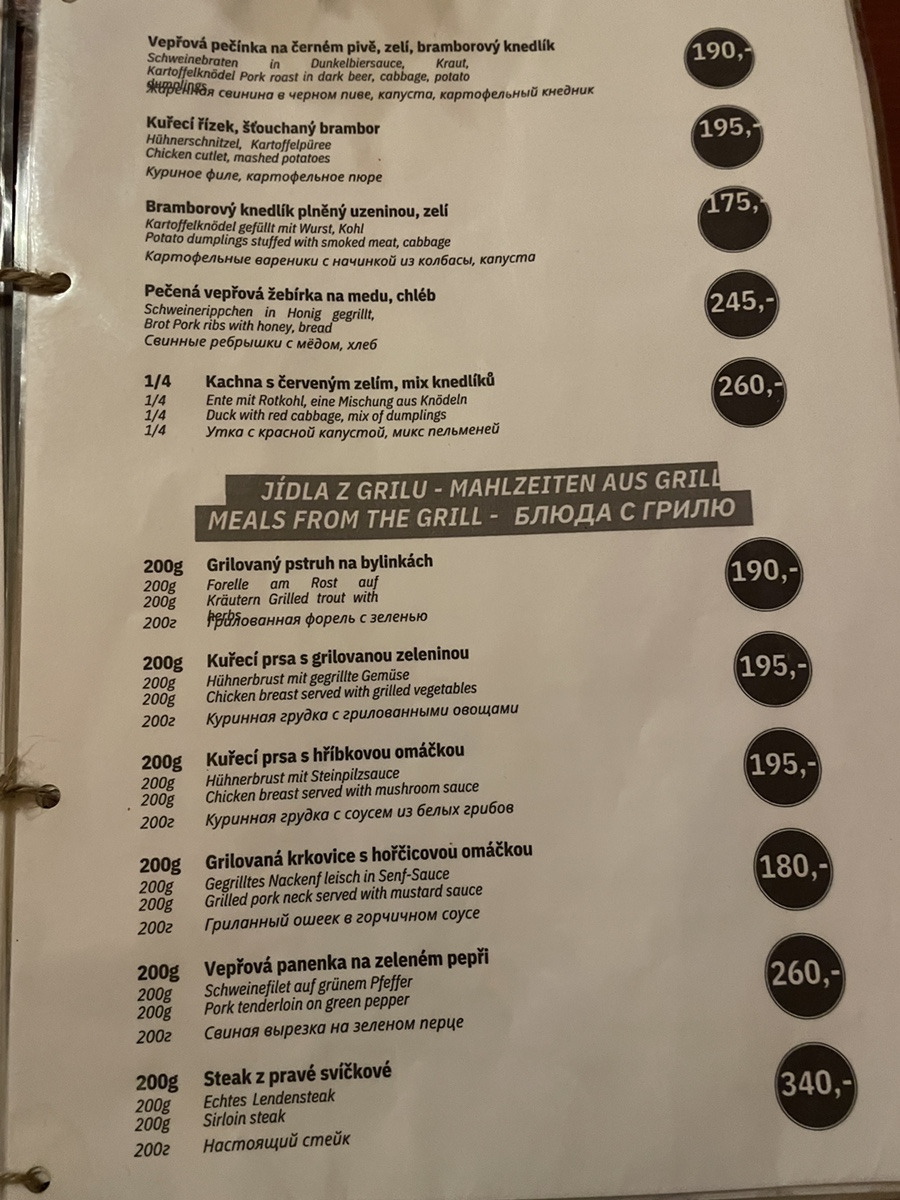 Vepřová pečínka na černém pivě, zelí, bramborový knedlík
190,-
Schweinebraten in Dunkelbiersauce, Kraut,
Kartoffelknödel Pork roast in dark beer, cabbage, potato
dumplings
Жаренная свинина в черном пиве, капуста, картофельный кнедник
Kuřecí řízek, šťouchaný brambor
195,-
Hühnerschnitzel, Kartoffelpüree
Chicken cutlet, mashed potatoes
Куриное филе, картофельное пюре
Bramborový knedlík plněný uzeninou, zelí
175,-
Kartoffelknödel gefüllt mit Wurst, Kohl
Potato dumplings stuffed with smoked meat, cabbage
Картофельные вареники с начинкой из колбасы, капуста
Pečená vepřová žebírka na medu, chléb
245,-
Schweinerippchen in Honig gegrillt,
Brot Pork ribs with honey, bread
Свинные ребрышки с мёдом, хлеб
1/4 Kachna s červeným zelím, mix knedlíků
260,-
1/4 Ente mit Rotkohl, eine Mischung aus Knödeln
1/4 Duck with red cabbage, mix of dumplings
1/4 Утка с красной капустой, микс пельменей
JÍDLA Z GRILU - MAHLZEITEN AUS GRILL
MEALS FROM THE GRILL - БЛЮДА С ГРИЛЮ
200g Grilovaný pstruh na bylinkách
190,-
200g Forelle am Rost auf
200g Kräutern Grilled trout with
herbs
200г Грилованная форель с зеленью
200g Kuřecí prsa s grilovanou zeleninou
195,-
200g Hühnerbrust mit gegrillte Gemüse
200g Chicken breast served with grilled vegetables
200г Куринная грудка с грилованными овощами
200g Kuřecí prsa s hříbkovou omáčkou
195,-
200g Hühnerbrust mit Steinpilzsauce
200g Chicken breast served with mushroom sauce
200г Куринная грудка с соусем из белых грибов
200g Grilovaná krkovice s hořčicovou omáčkou
180,-
200g Gegrilltes Nackenf leisch in Senf-Sauce
200g Grilled pork neck served with mustard sauce
200г Гриланный ошеек в горчичном соусе
200g Vepřová panenka na zeleném pepři
260,-
200g Schweinefilet auf grünem Pfeffer
200g Pork tenderloin on green pepper
200г Свиная вырезка на зеленом перце
200g Steak z pravé svíčkové
340,-
200g Echtes Lendensteak
200g Sirloin steak
200г Настоящий стейк